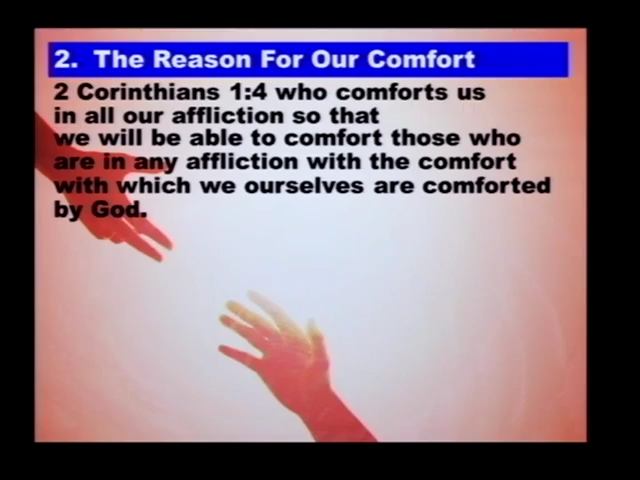 2. The Reason For Our Comfort
2 Corinthians 1:4 who comforts us
in all our affliction so that
we will be able to comfort those who
are in any affliction with the comfort
with which we ourselves are comforted
by God.